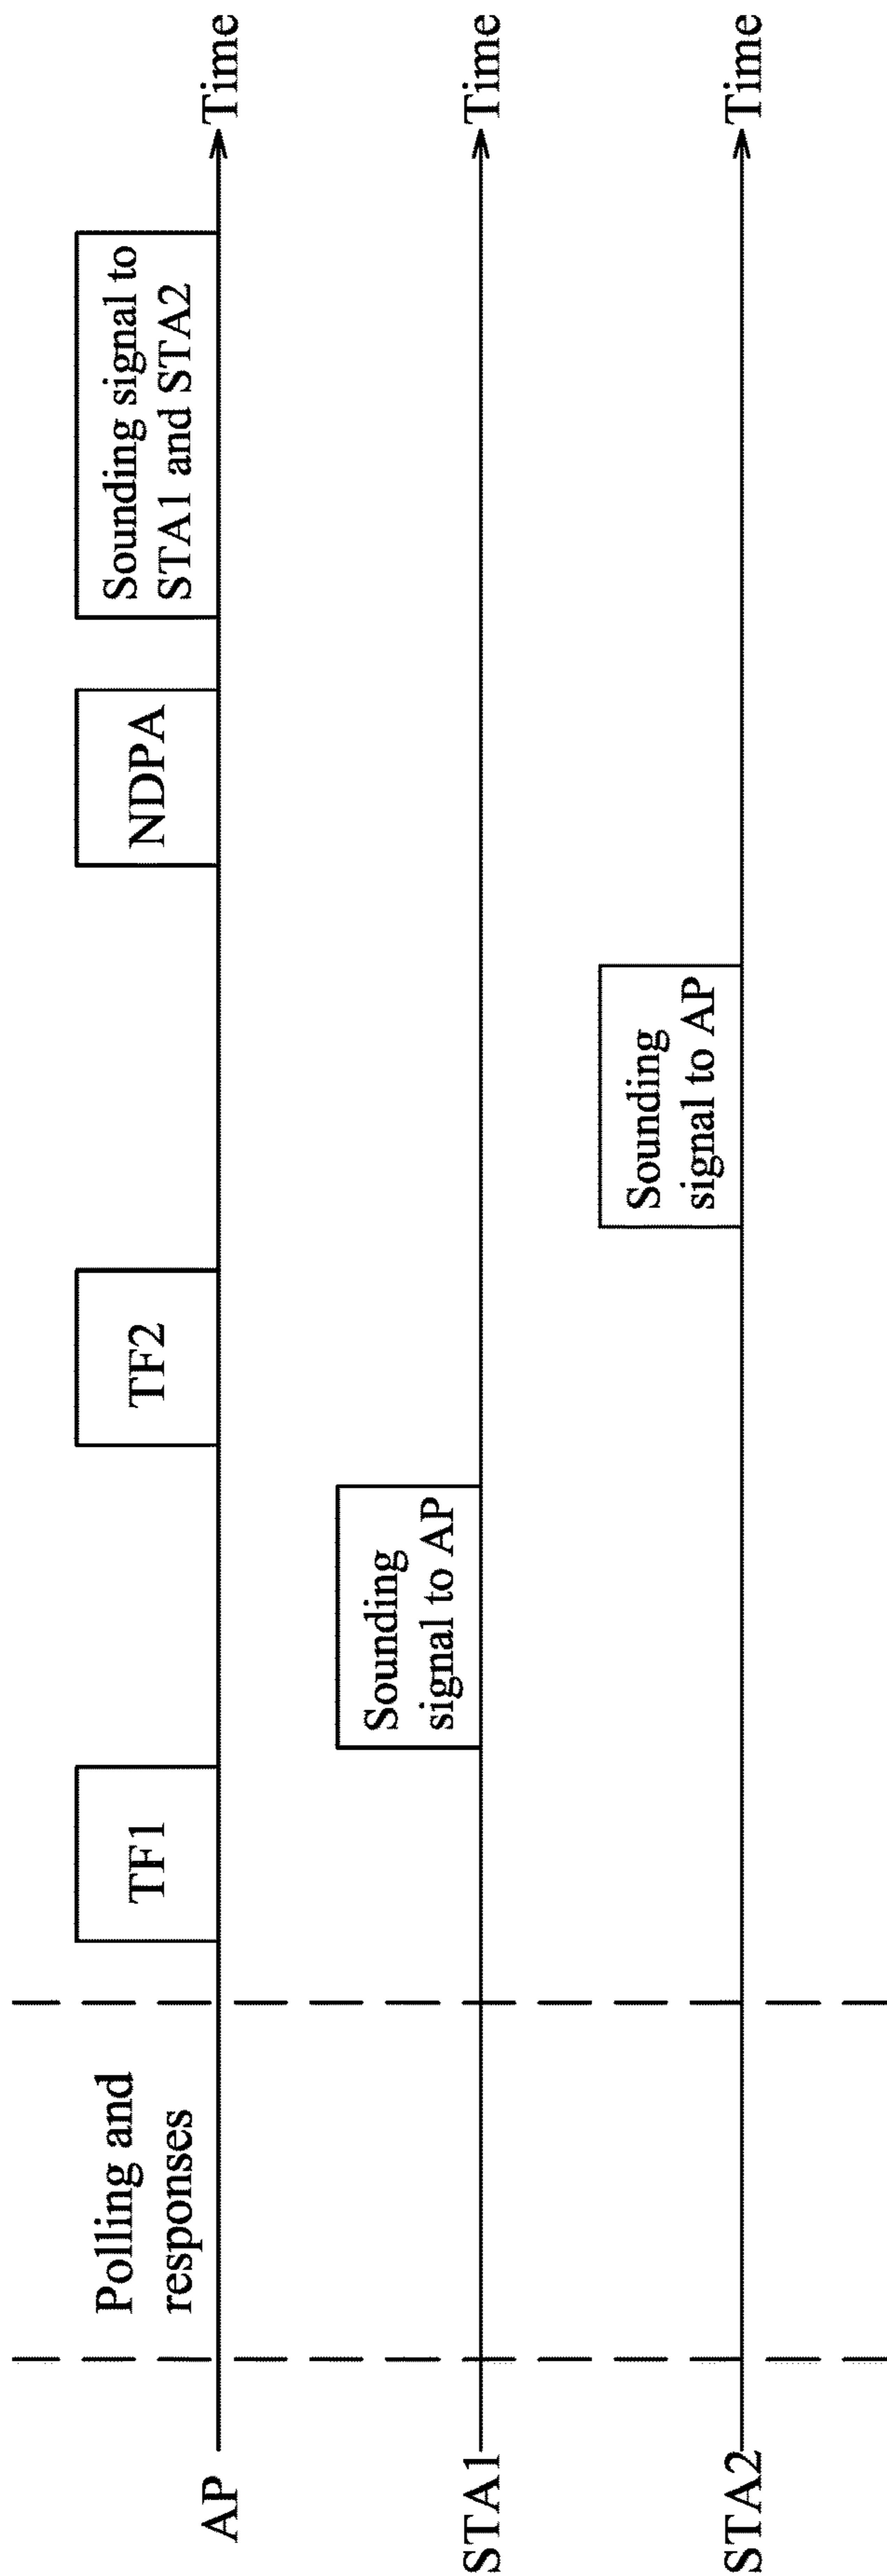 Polling and
responses
TF1
TF2
NDPA
Sounding signal to
STA1 and STA2
AP
Time
Sounding
signal to AP
STA1
Time
Sounding
signal to AP
STA2
Time